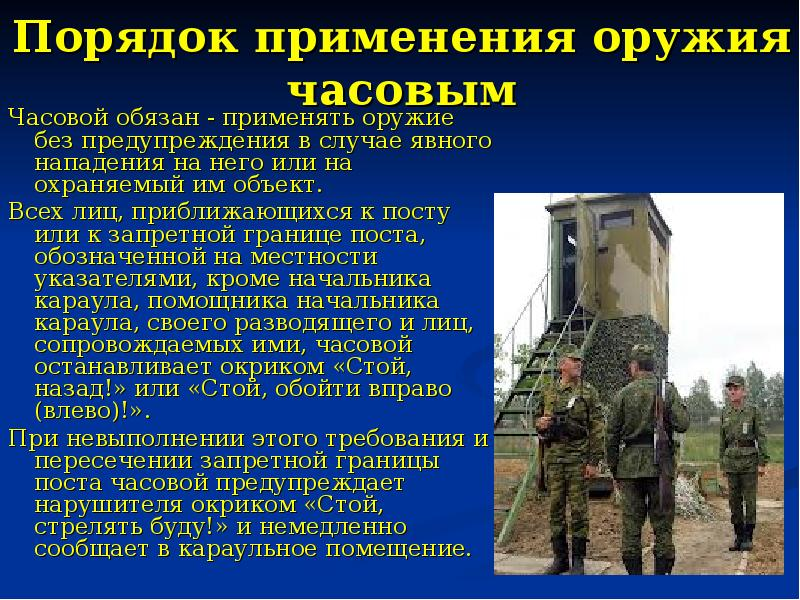 Порядок применения оружия
часовым
Часовой обязан - применять оружие
без предупреждения в случае явного
нападения на него или на
охраняемый им объект.
Всех лиц, приближающихся к посту
или к запретной границе поста,
обозначенной на местности
указателями, кроме начальника
караула, помощника начальника
караула, своего разводящего и лиц,
сопровождаемых ими, часовой
останавливает окриком «Стой,
назад!» или «Стой, обойти вправо
(влево)!».
При невыполнении этого требования и
пересечении запретной границы
поста часовой предупреждает
нарушителя окриком «Стой,
стрелять буду!» и немедленно
сообщает в караульное помещение.